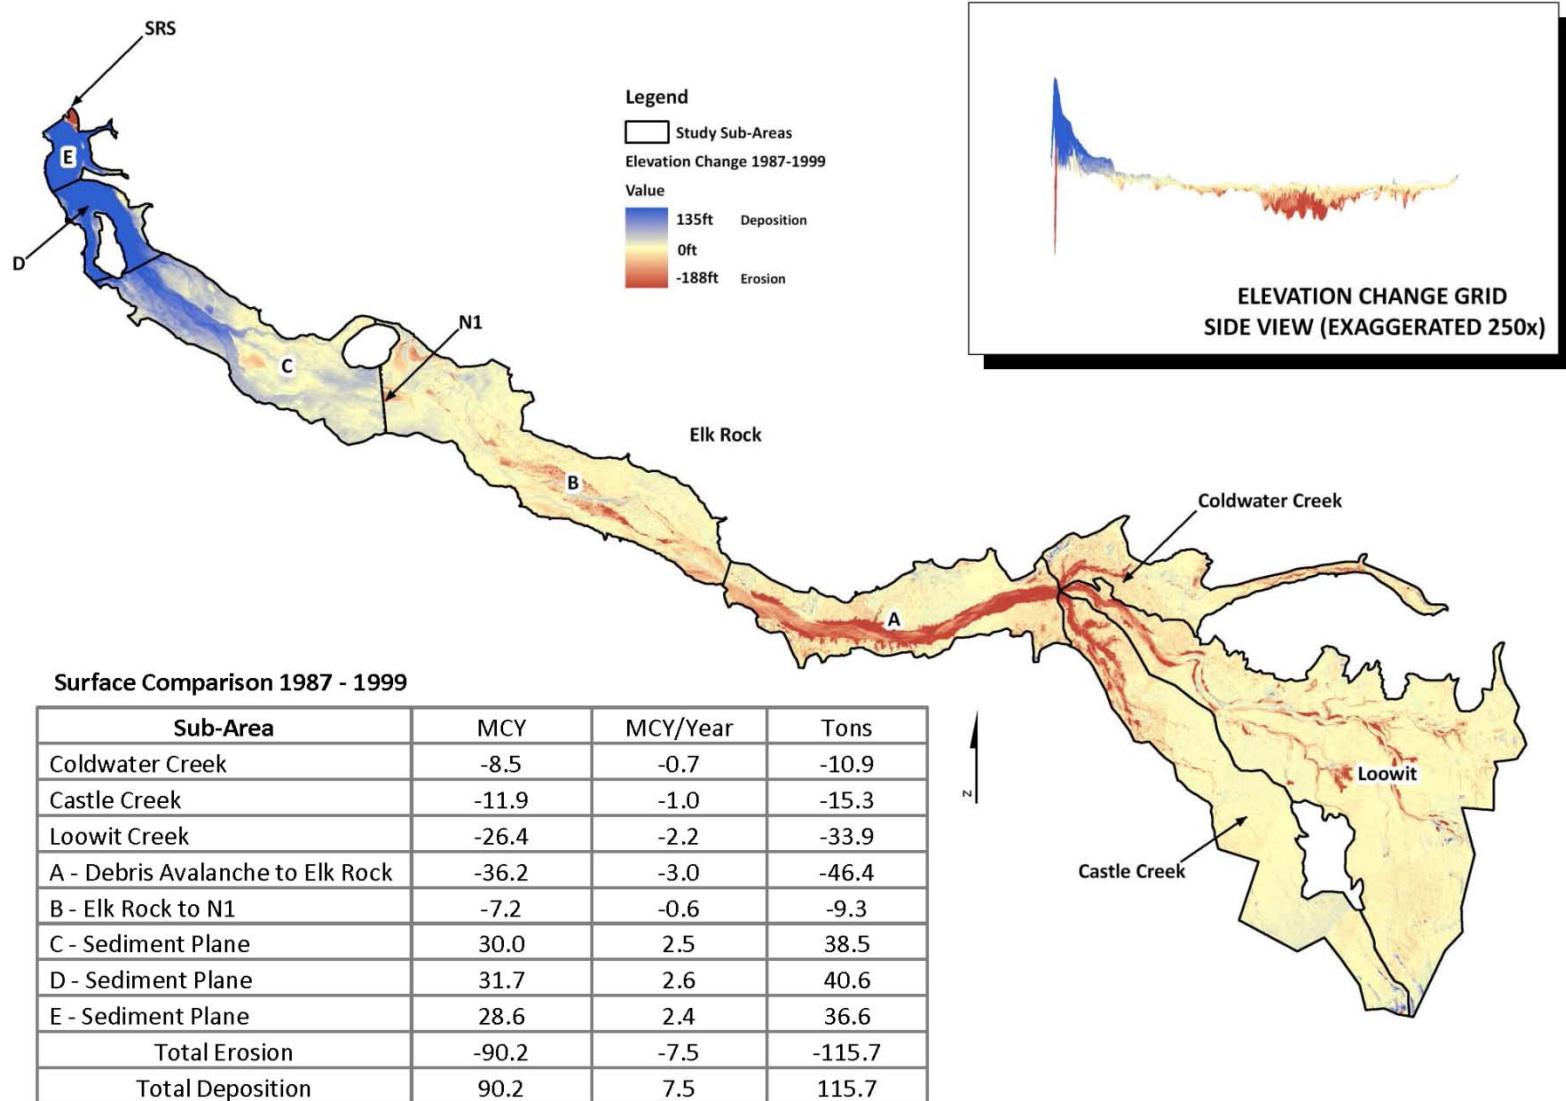 SRS
E
D
C
N1
B
Elk Rock
A
Coldwater Creek
Loowit
Castle Creek
Z
Legend
Study Sub-Areas
Elevation Change 1987-1999
Value
135ft Deposition
0ft
-188ft Erosion
ELEVATION CHANGE GRID
SIDE VIEW (EXAGGERATED 250x)
Surface Comparison 1987 - 1999
Sub-Area MCY MCY/Year Tons
Coldwater Creek -8.5 -0.7 -10.9
Castle Creek -11.9 -1.0 -15.3
Loowit Creek -26.4 -2.2 -33.9
A - Debris Avalanche to Elk Rock -36.2 -3.0 -46.4
B - Elk Rock to N1 -7.2 -0.6 -9.3
C - Sediment Plane 30.0 2.5 38.5
D - Sediment Plane 31.7 2.6 40.6
E - Sediment Plane 28.6 2.4 36.6
Total Erosion -90.2 -7.5 -115.7
Total Deposition 90.2 7.5 115.7